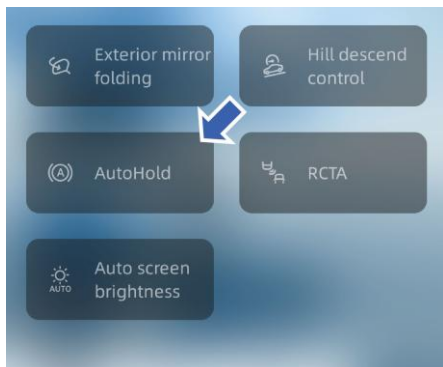 Exterior mirror
folding
Hill descend
control
(A) AutoHold
RCTA
AUTO
Auto screen
brightness